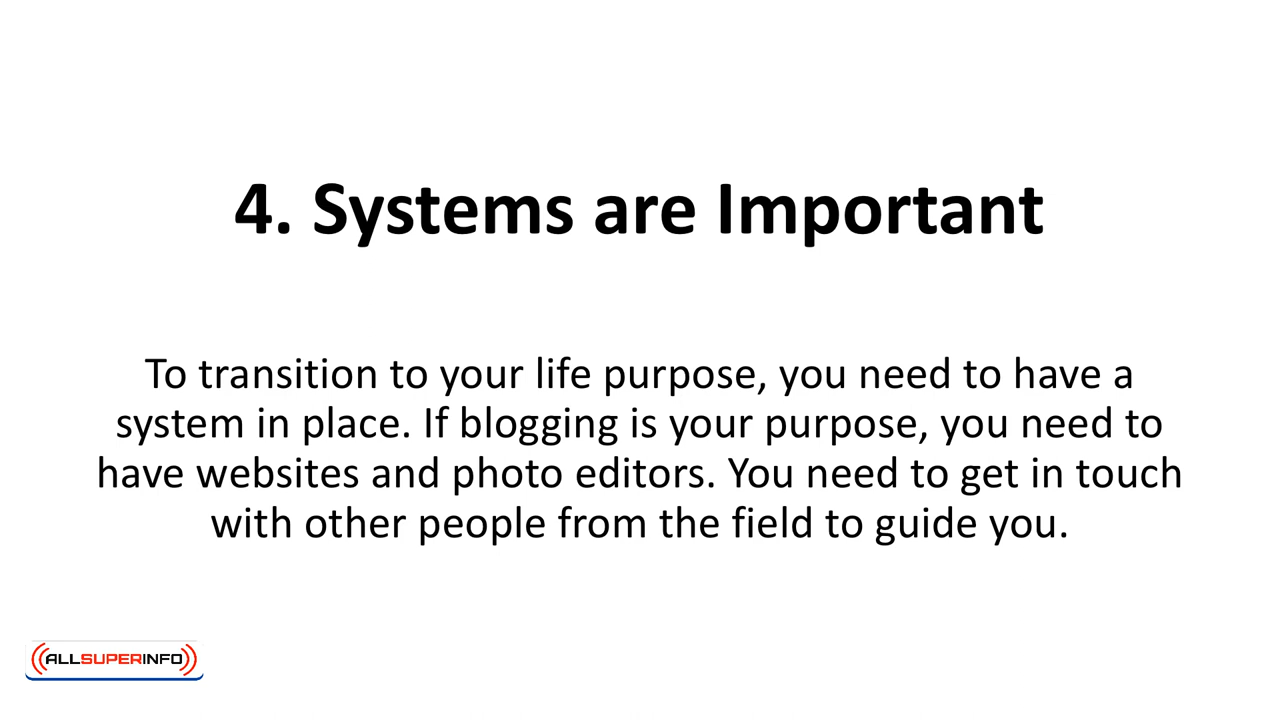 4. Systems are Important
To transition to your life purpose, you need to have a
system in place. If blogging is your purpose, you need to
have websites and photo editors. You need to get in touch
with other people from the field to guide you.
ALLSUPERINFO